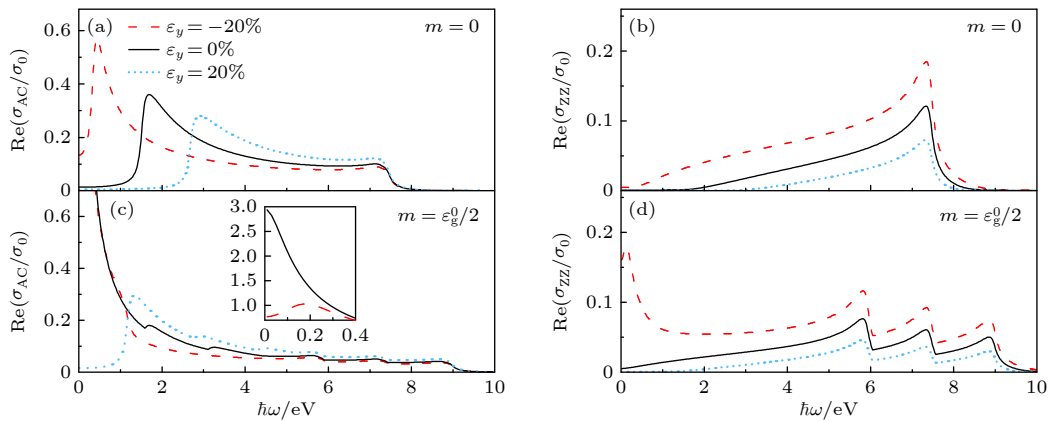 (a)
m = 0
ε_y = −20%
ε_y = 0%
ε_y = 20%
Re(σ_AC/σ_0)
0.6
0.4
0.2
0
(b)
m = 0
Re(σ_ZZ/σ_0)
0.2
0.1
0
(c)
m = ε_g^0/2
Re(σ_AC/σ_0)
0.6
0.4
0.2
0
3.0
2.5
2.0
1.5
1.0
0 0.2 0.4
0 2 4 6 8 10
ħω/eV
(d)
m = ε_g^0/2
Re(σ_ZZ/σ_0)
0.2
0.1
0
0 2 4 6 8 10
ħω/eV